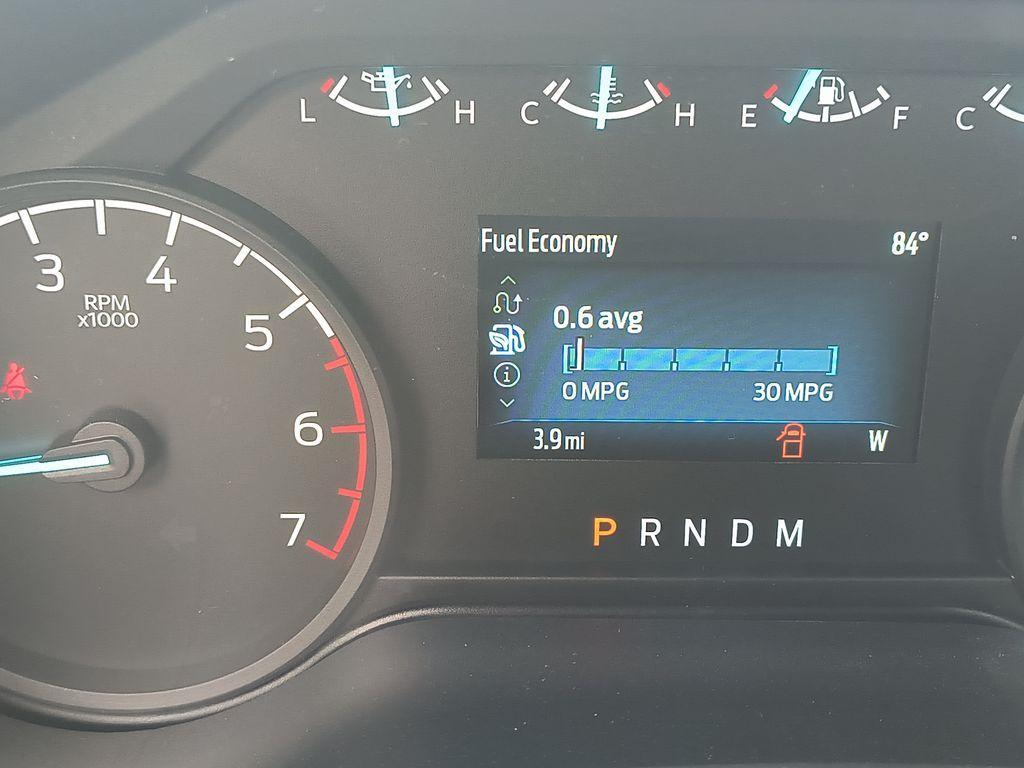 L H C H E F C
Fuel Economy 84°
3 4
RPM
x1000
5
0.6 avg
0 MPG 30 MPG
6
3.9 mi W
7
P R N D M